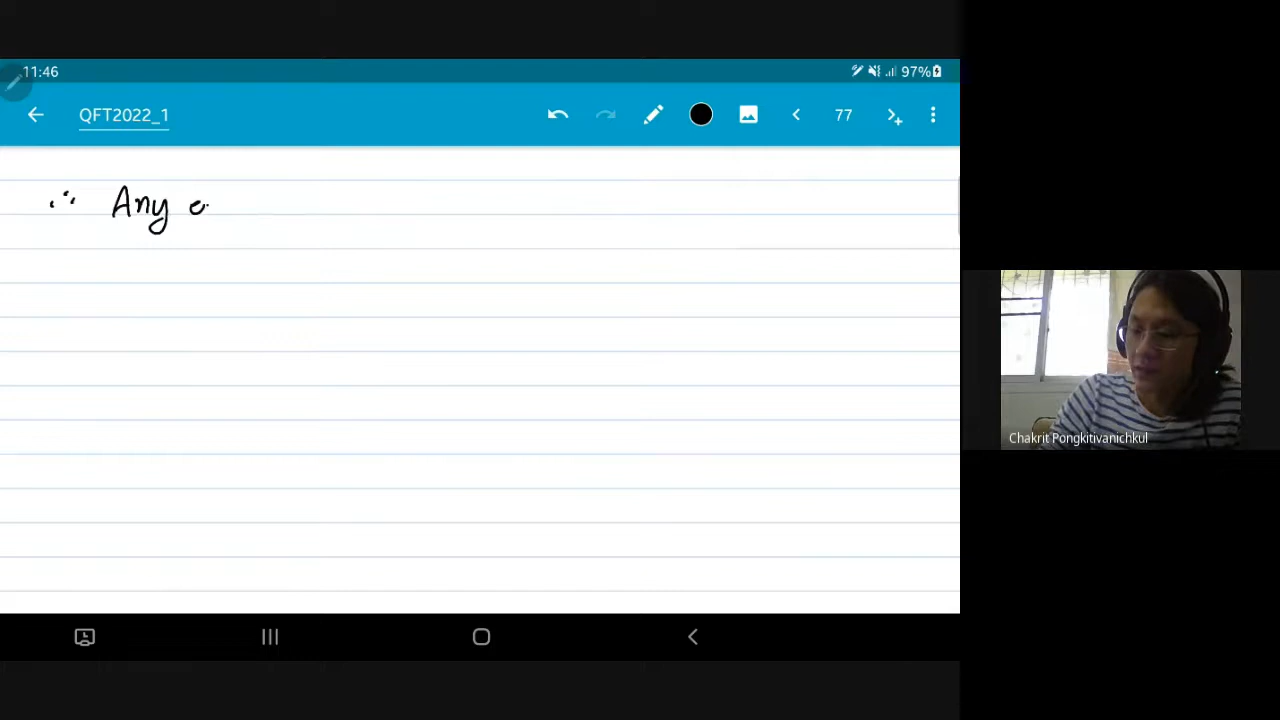 11:46
97%
QFT2022_1
77
∴ Any
Chakrit Pongkitivanichkul